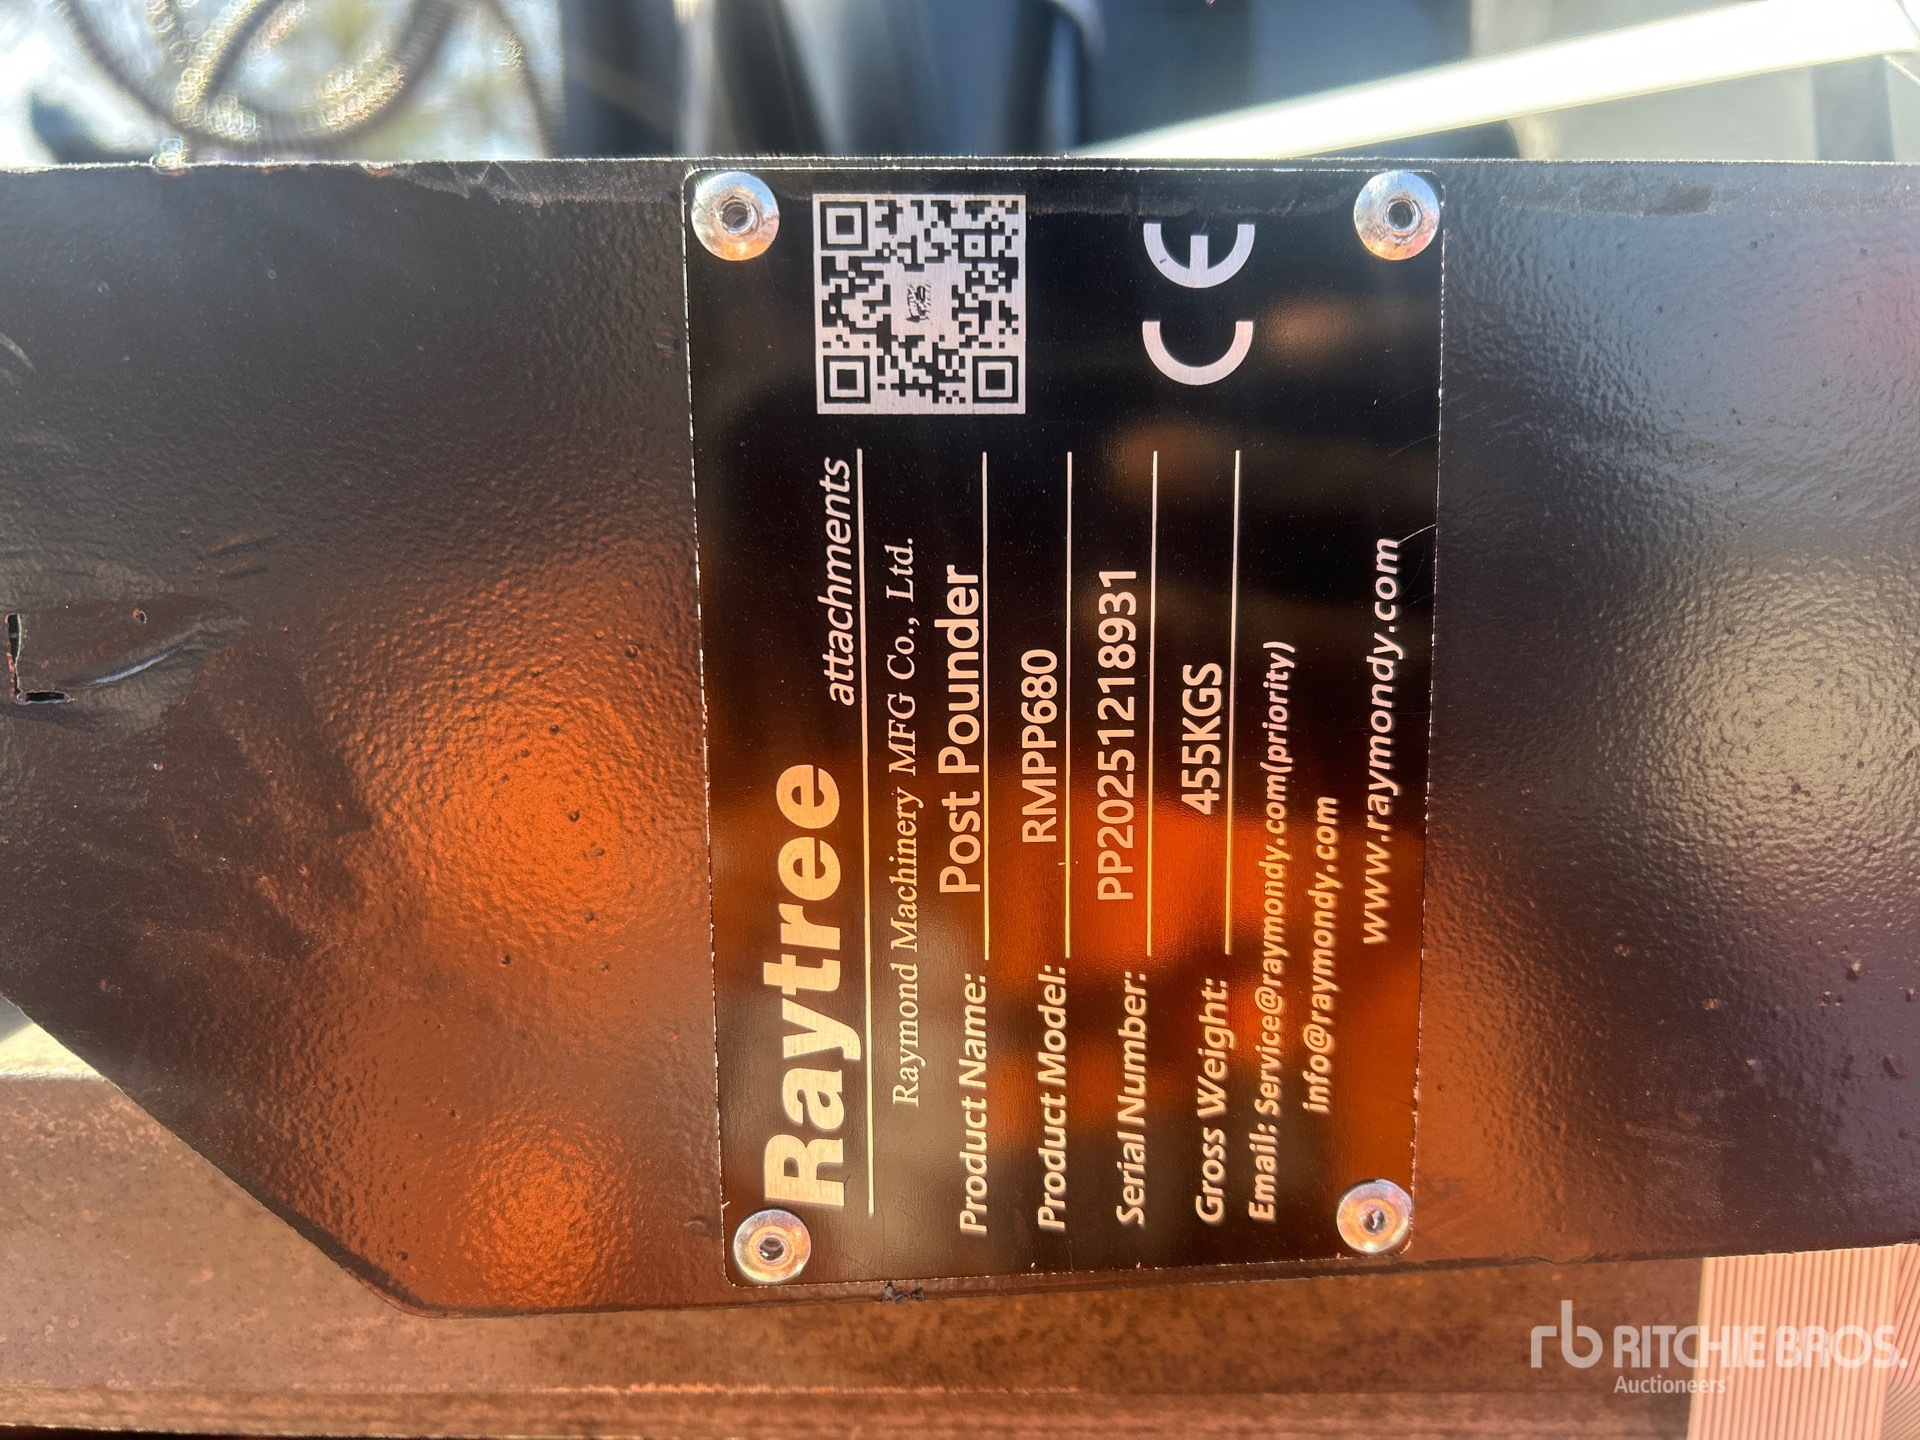 Raytree
attachments
Raymond Machinery MFG Co., Ltd.
Product Name: Post Pounder
Product Model: RMPP680
Serial Number: PP20251218931
Gross Weight: 455KGS
Email: Service@raymondy.com(priority)
info@raymondy.com
www.raymondy.com
CE
rb RITCHIE BROS.
Auctioneers